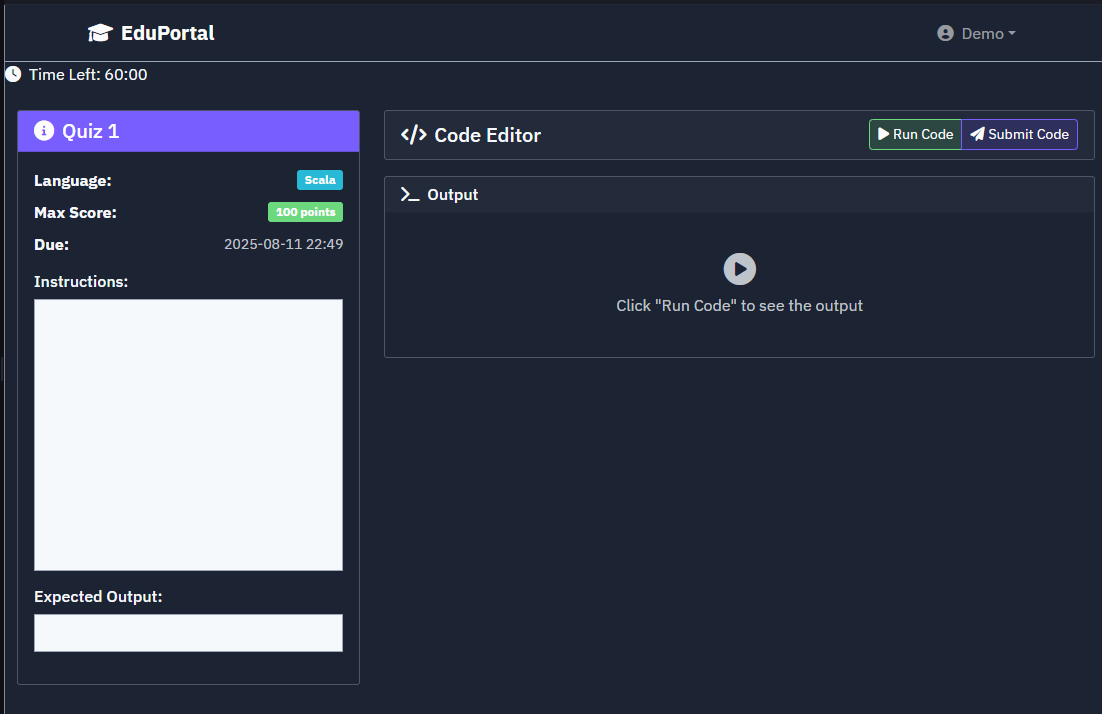 EduPortal
Demo
Time Left: 60:00
Quiz 1
Language: Scala
Max Score: 100 points
Due: 2025-08-11 22:49
Instructions:
Expected Output:
Code Editor
Run Code
Submit Code
Output
Click "Run Code" to see the output